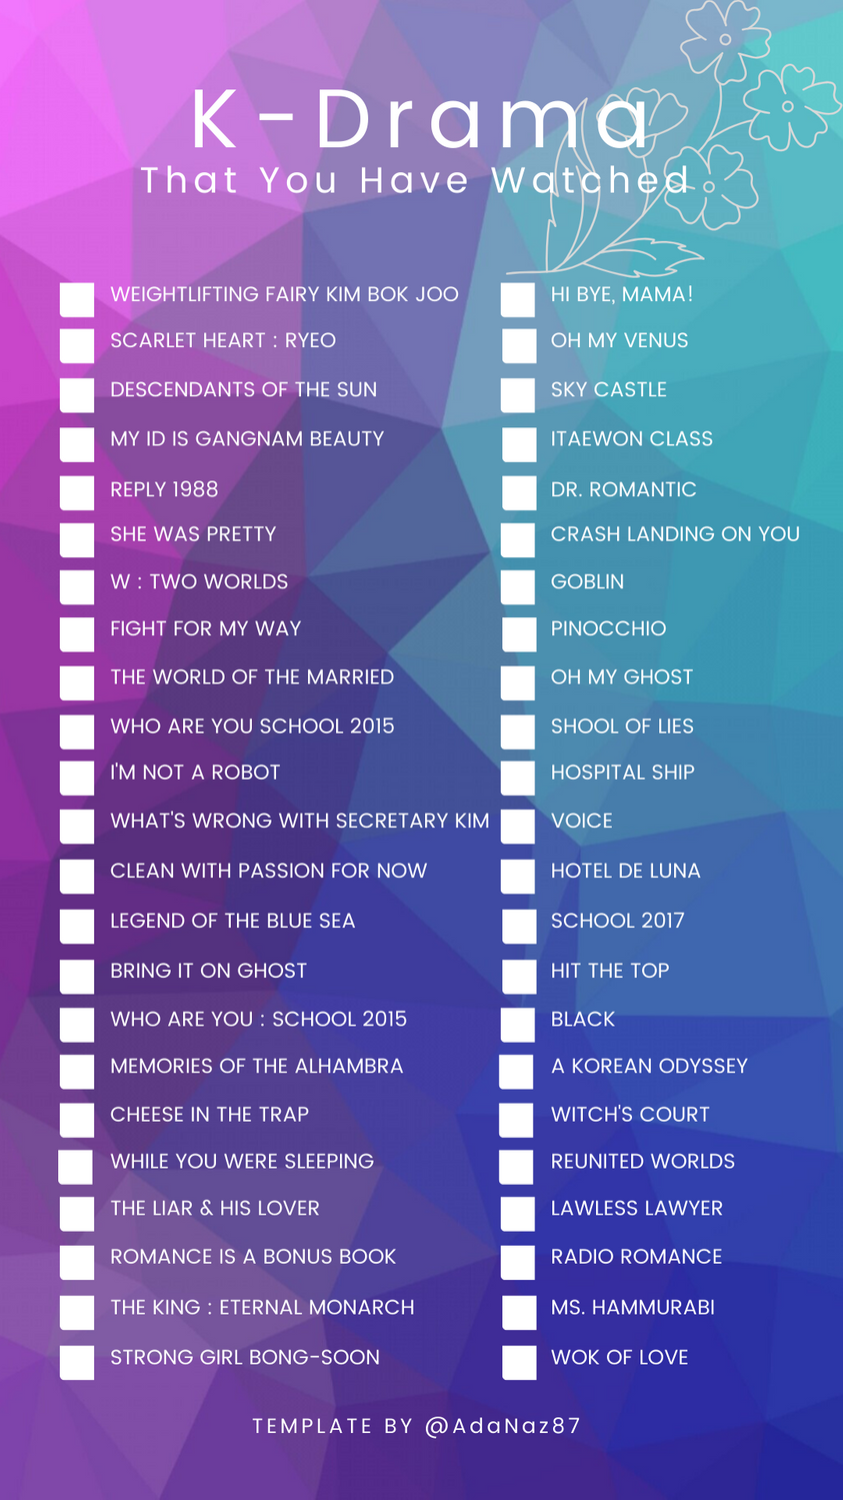 K-Drama
That You Have Watched
WEIGHTLIFTING FAIRY KIM BOK JOO
SCARLET HEART : RYEO
DESCENDANTS OF THE SUN
MY ID IS GANGNAM BEAUTY
REPLY 1988
SHE WAS PRETTY
W : TWO WORLDS
FIGHT FOR MY WAY
THE WORLD OF THE MARRIED
WHO ARE YOU SCHOOL 2015
I'M NOT A ROBOT
WHAT'S WRONG WITH SECRETARY KIM
CLEAN WITH PASSION FOR NOW
LEGEND OF THE BLUE SEA
BRING IT ON GHOST
WHO ARE YOU : SCHOOL 2015
MEMORIES OF THE ALHAMBRA
CHEESE IN THE TRAP
WHILE YOU WERE SLEEPING
THE LIAR & HIS LOVER
ROMANCE IS A BONUS BOOK
THE KING : ETERNAL MONARCH
STRONG GIRL BONG-SOON
HI BYE, MAMA!
OH MY VENUS
SKY CASTLE
ITAEWON CLASS
DR. ROMANTIC
CRASH LANDING ON YOU
GOBLIN
PINOCCHIO
OH MY GHOST
SHOOL OF LIES
HOSPITAL SHIP
VOICE
HOTEL DE LUNA
SCHOOL 2017
HIT THE TOP
BLACK
A KOREAN ODYSSEY
WITCH'S COURT
REUNITED WORLDS
LAWLESS LAWYER
RADIO ROMANCE
MS. HAMMURABI
WOK OF LOVE
TEMPLATE BY @AdaNaz87